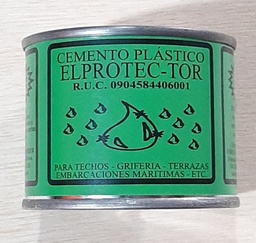 CEMENTO PLÁSTICO
ELPROTEC-TOR
R.U.C. 0904584406001
PARA TECHOS - GRIFERIA - TERRAZAS
EMBARCACIONES MARITIMAS - ETC.